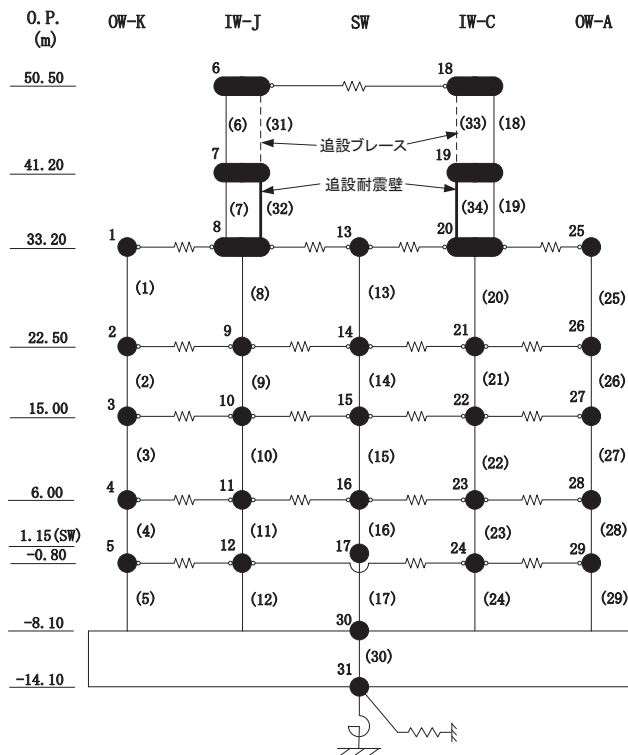 O.P. OW-K IW-J SW IW-C OW-A
(m)
6 18
50.50
(6) (31) (33) (18)
追設ブレース
7 19
41.20
追設耐震壁
(7) (32) (34) (19)
1 8 13 20 25
33.20
(1) (8) (13) (20) (25)
2 9 14 21 26
22.50
(2) (9) (14) (21) (26)
3 10 15 22 27
15.00
(3) (10) (15) (22) (27)
4 11 16 23 28
6.00
(4) (11) (16) (23) (28)
1.15(SW)
5 12 17 24 29
-0.80
(5) (12) (17) (24) (29)
30
-8.10
(30)
31
-14.10